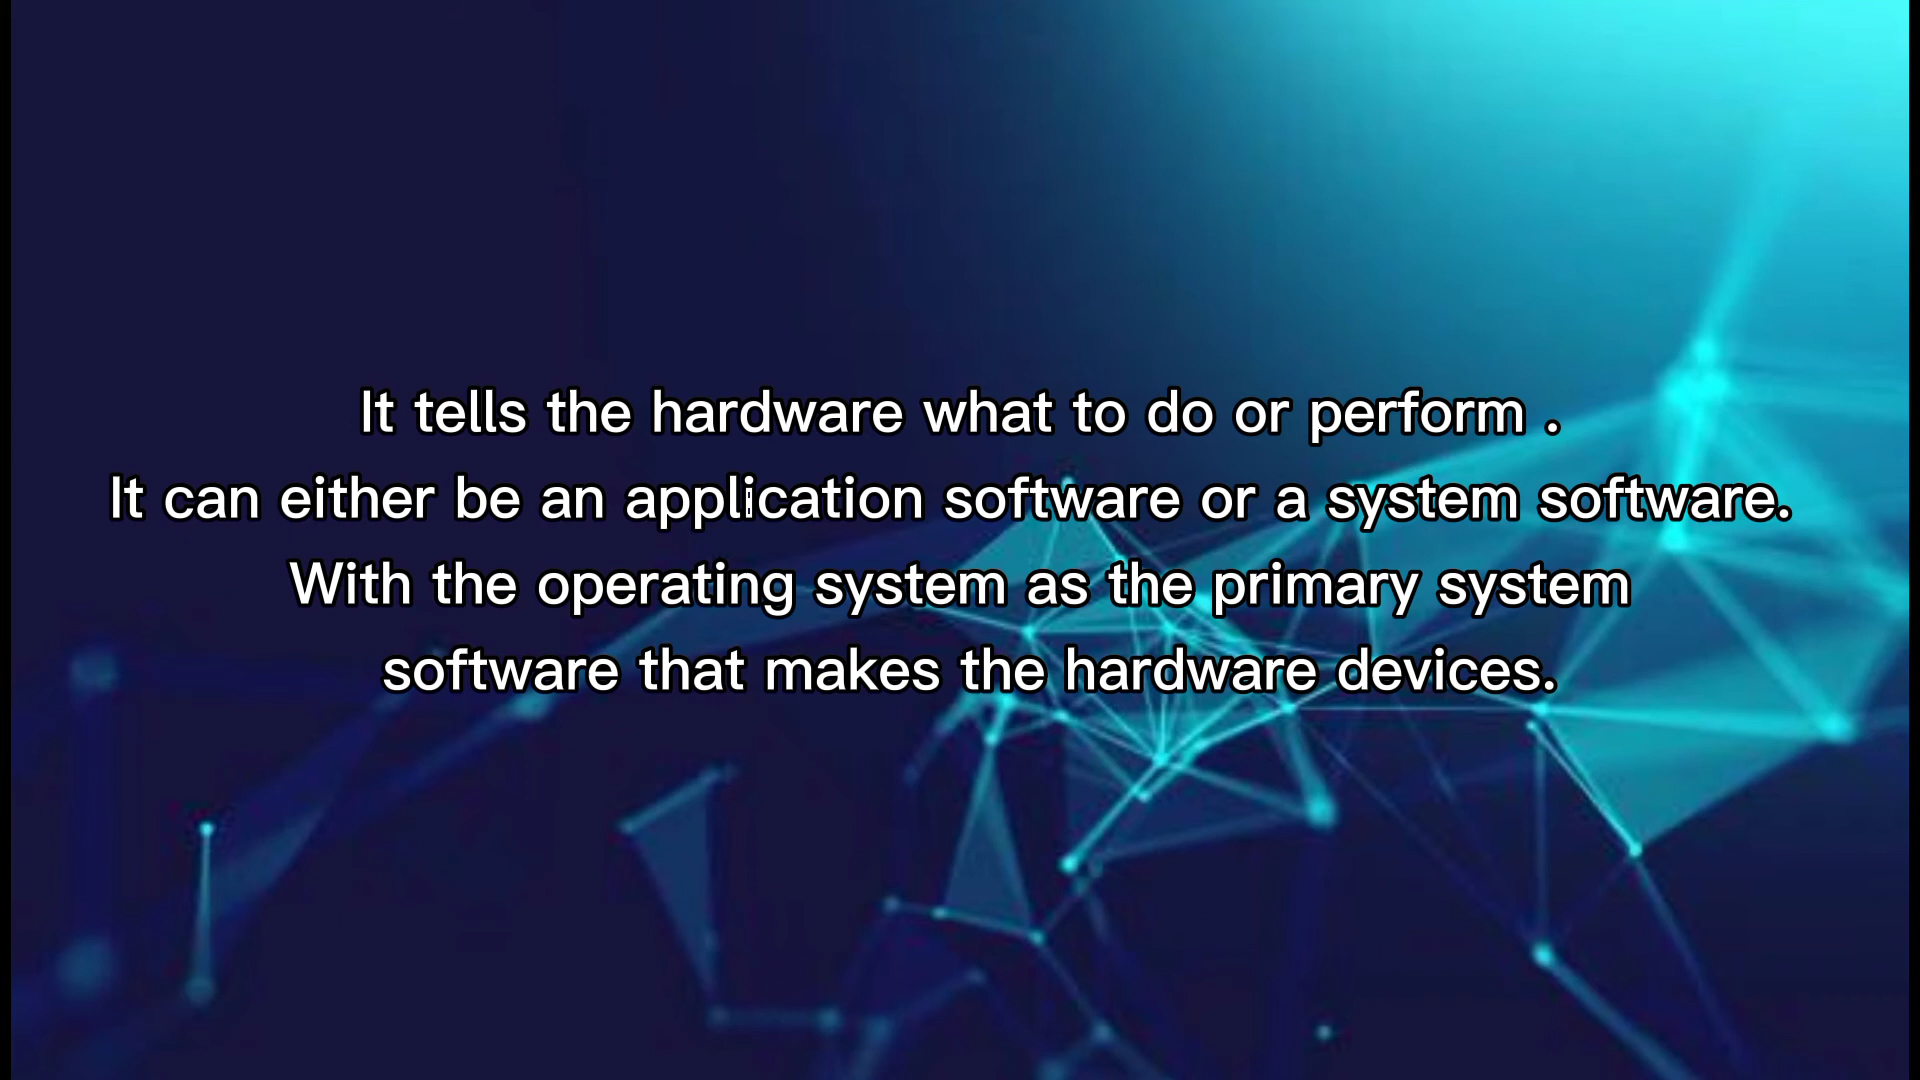 It tells the hardware what to do or perform .
It can either be an application software or a system software.
With the operating system as the primary system
software that makes the hardware devices.